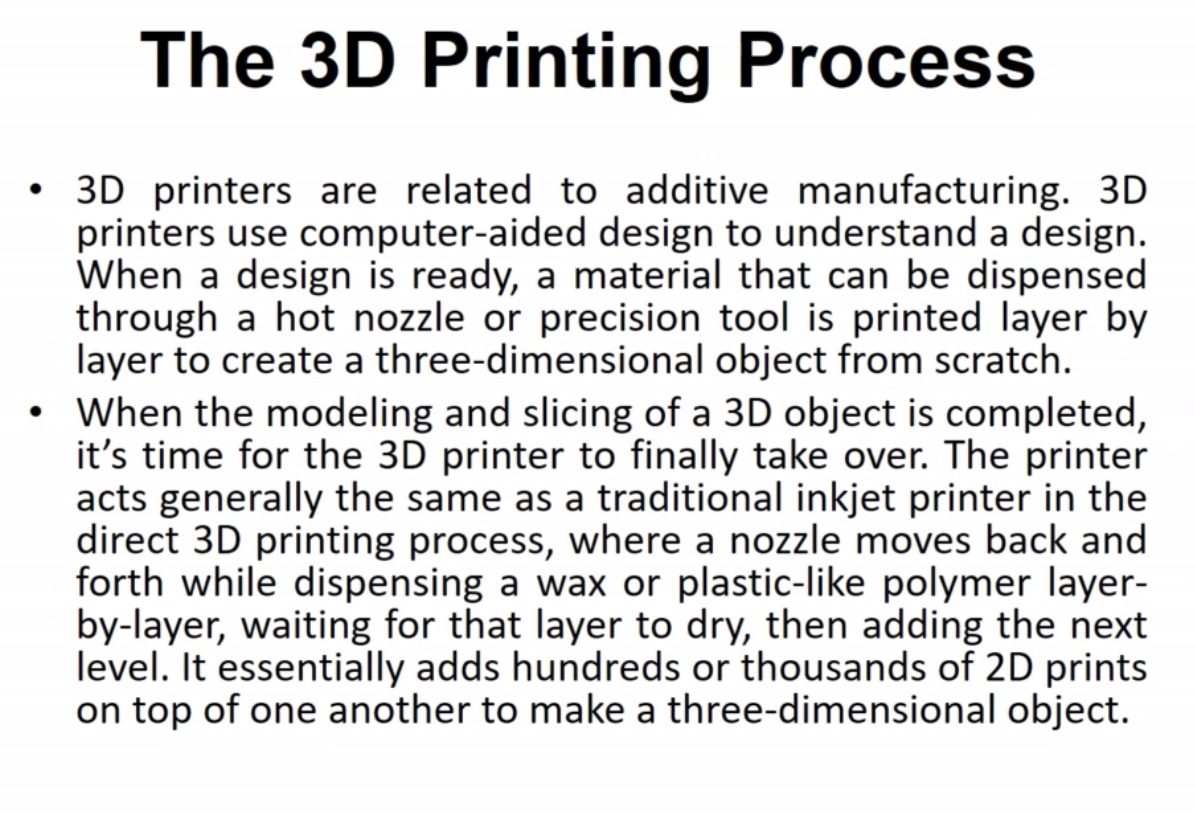 The 3D Printing Process
• 3D printers are related to additive manufacturing. 3D
printers use computer-aided design to understand a design.
When a design is ready, a material that can be dispensed
through a hot nozzle or precision tool is printed layer by
layer to create a three-dimensional object from scratch.
• When the modeling and slicing of a 3D object is completed,
it’s time for the 3D printer to finally take over. The printer
acts generally the same as a traditional inkjet printer in the
direct 3D printing process, where a nozzle moves back and
forth while dispensing a wax or plastic-like polymer layer-
by-layer, waiting for that layer to dry, then adding the next
level. It essentially adds hundreds or thousands of 2D prints
on top of one another to make a three-dimensional object.